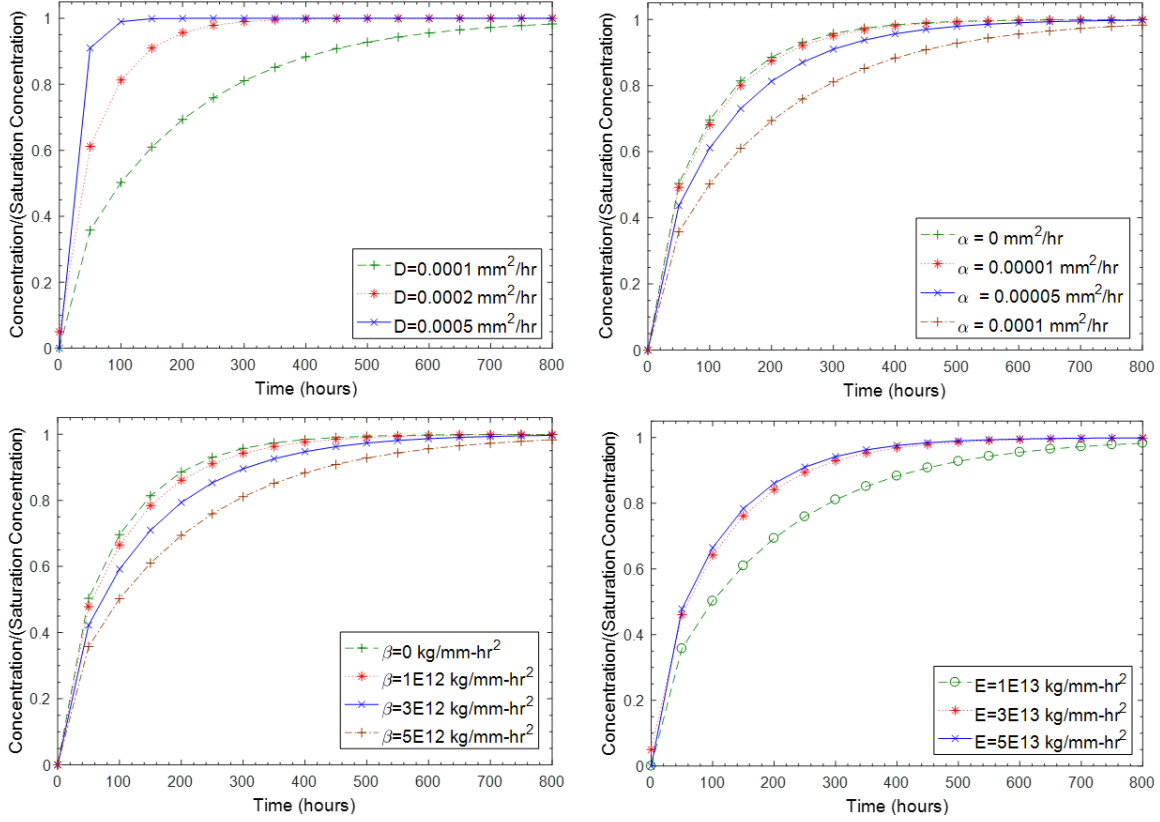 Concentration/(Saturation Concentration)
1
0.8
0.6
0.4
0.2
0
0 100 200 300 400 500 600 700 800
Time (hours)
D=0.0001 mm²/hr
D=0.0002 mm²/hr
D=0.0005 mm²/hr
Concentration/(Saturation Concentration)
1
0.8
0.6
0.4
0.2
0
0 100 200 300 400 500 600 700 800
Time (hours)
α = 0 mm²/hr
α = 0.00001 mm²/hr
α = 0.00005 mm²/hr
α = 0.0001 mm²/hr
Concentration/(Saturation Concentration)
1
0.8
0.6
0.4
0.2
0
0 100 200 300 400 500 600 700 800
Time (hours)
β=0 kg/mm-hr²
β=1E12 kg/mm-hr²
β=3E12 kg/mm-hr²
β=5E12 kg/mm-hr²
Concentration/(Saturation Concentration)
1
0.8
0.6
0.4
0.2
0
0 100 200 300 400 500 600 700 800
Time (hours)
E=1E13 kg/mm-hr²
E=3E13 kg/mm-hr²
E=5E13 kg/mm-hr²